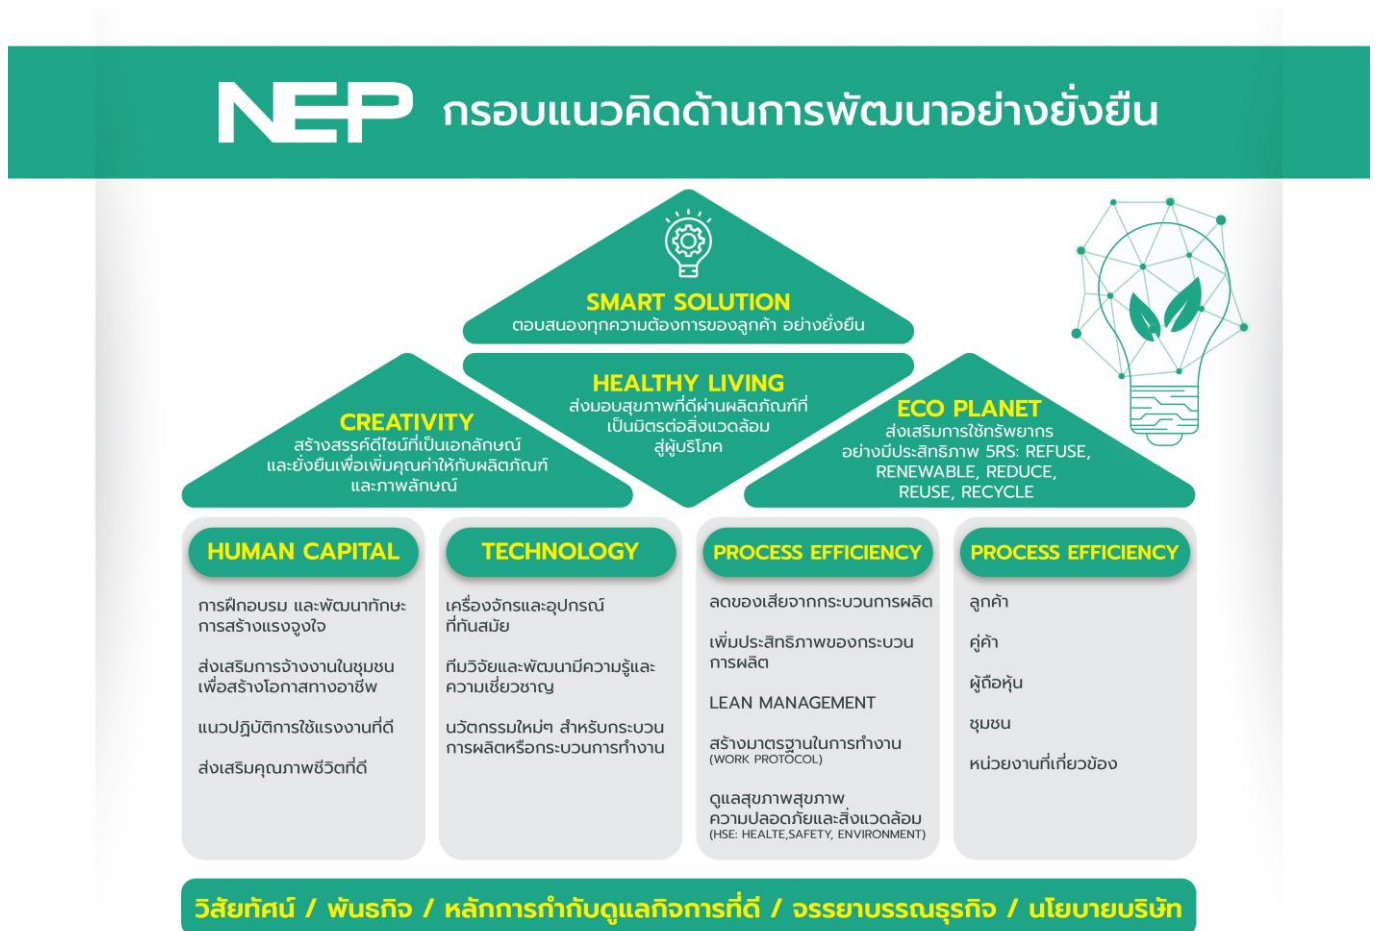 NEP กรอบแนวคิดด้านการพัฒนาอย่างยั่งยืน
SMART SOLUTION
ตอบสนองทุกความต้องการของลูกค้า อย่างยั่งยืน
HEALTHY LIVING
ส่งมอบสุขภาพที่ดีผ่านผลิตภัณฑ์ที่
เป็นมิตรต่อสิ่งแวดล้อม
สู่ผู้บริโภค
CREATIVITY
สร้างสรรค์ดีไซน์ที่เป็นเอกลักษณ์
และยั่งยืนเพื่อเพิ่มคุณค่าให้กับผลิตภัณฑ์
และภาพลักษณ์
ECO PLANET
ส่งเสริมการใช้ทรัพยากร
อย่างมีประสิทธิภาพ 5RS: REFUSE,
RENEWABLE, REDUCE,
REUSE, RECYCLE
HUMAN CAPITAL
การฝึกอบรม และพัฒนาทักษะ
การสร้างแรงจูงใจ
ส่งเสริมการจ้างงานในชุมชน
เพื่อสร้างโอกาสทางอาชีพ
แนวปฏิบัติการใช้แรงงานที่ดี
ส่งเสริมคุณภาพชีวิตที่ดี
TECHNOLOGY
เครื่องจักรและอุปกรณ์
ที่ทันสมัย
ทีมวิจัยและพัฒนามีความรู้และ
ความเชี่ยวชาญ
นวัตกรรมใหม่ๆ สำหรับกระบวน
การผลิตหรือกระบวนการทำงาน
PROCESS EFFICIENCY
ลดของเสียจากกระบวนการผลิต
เพิ่มประสิทธิภาพของกระบวน
การผลิต
LEAN MANAGEMENT
สร้างมาตรฐานในการทำงาน
(WORK PROTOCOL)
ดูแลสุขภาพสุขภาพ
ความปลอดภัยและสิ่งแวดล้อม
(HSE: HEALTE,SAFETY, ENVIRONMENT)
PROCESS EFFICIENCY
ลูกค้า
คู่ค้า
ผู้ถือหุ้น
ชุมชน
หน่วยงานที่เกี่ยวข้อง
วิสัยทัศน์ / พันธกิจ / หลักการกำกับดูแลกิจการที่ดี / จรรยาบรรณธุรกิจ / นโยบายบริษัท